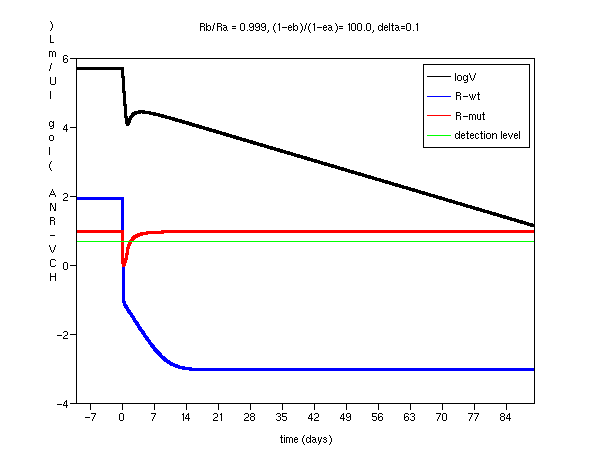 Rb/Ra = 0.999, (1-eb)/(1-ea)= 100.0, delta=0.1
HCV-RNA (log IU/mL)
6
4
2
0
-2
-4
logV
R-wt
R-mut
detection level
-7 0 7 14 21 28 35 42 49 56 63 70 77 84
time (days)